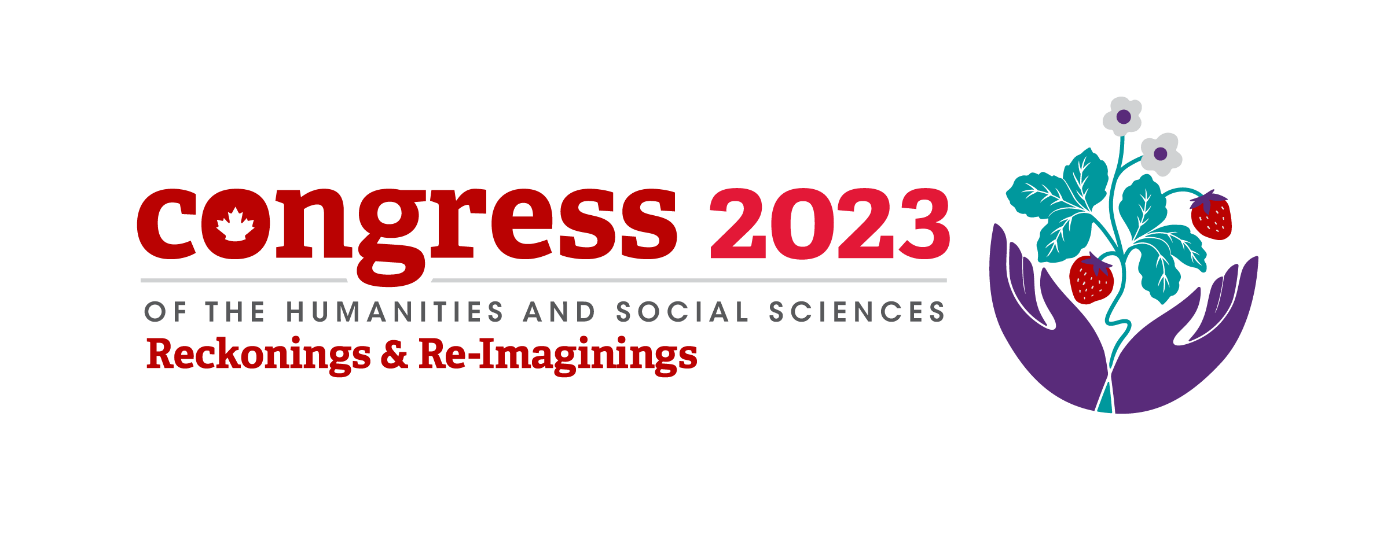 congress 2023
OF THE HUMANITIES AND SOCIAL SCIENCES
Reckonings & Re-Imaginings